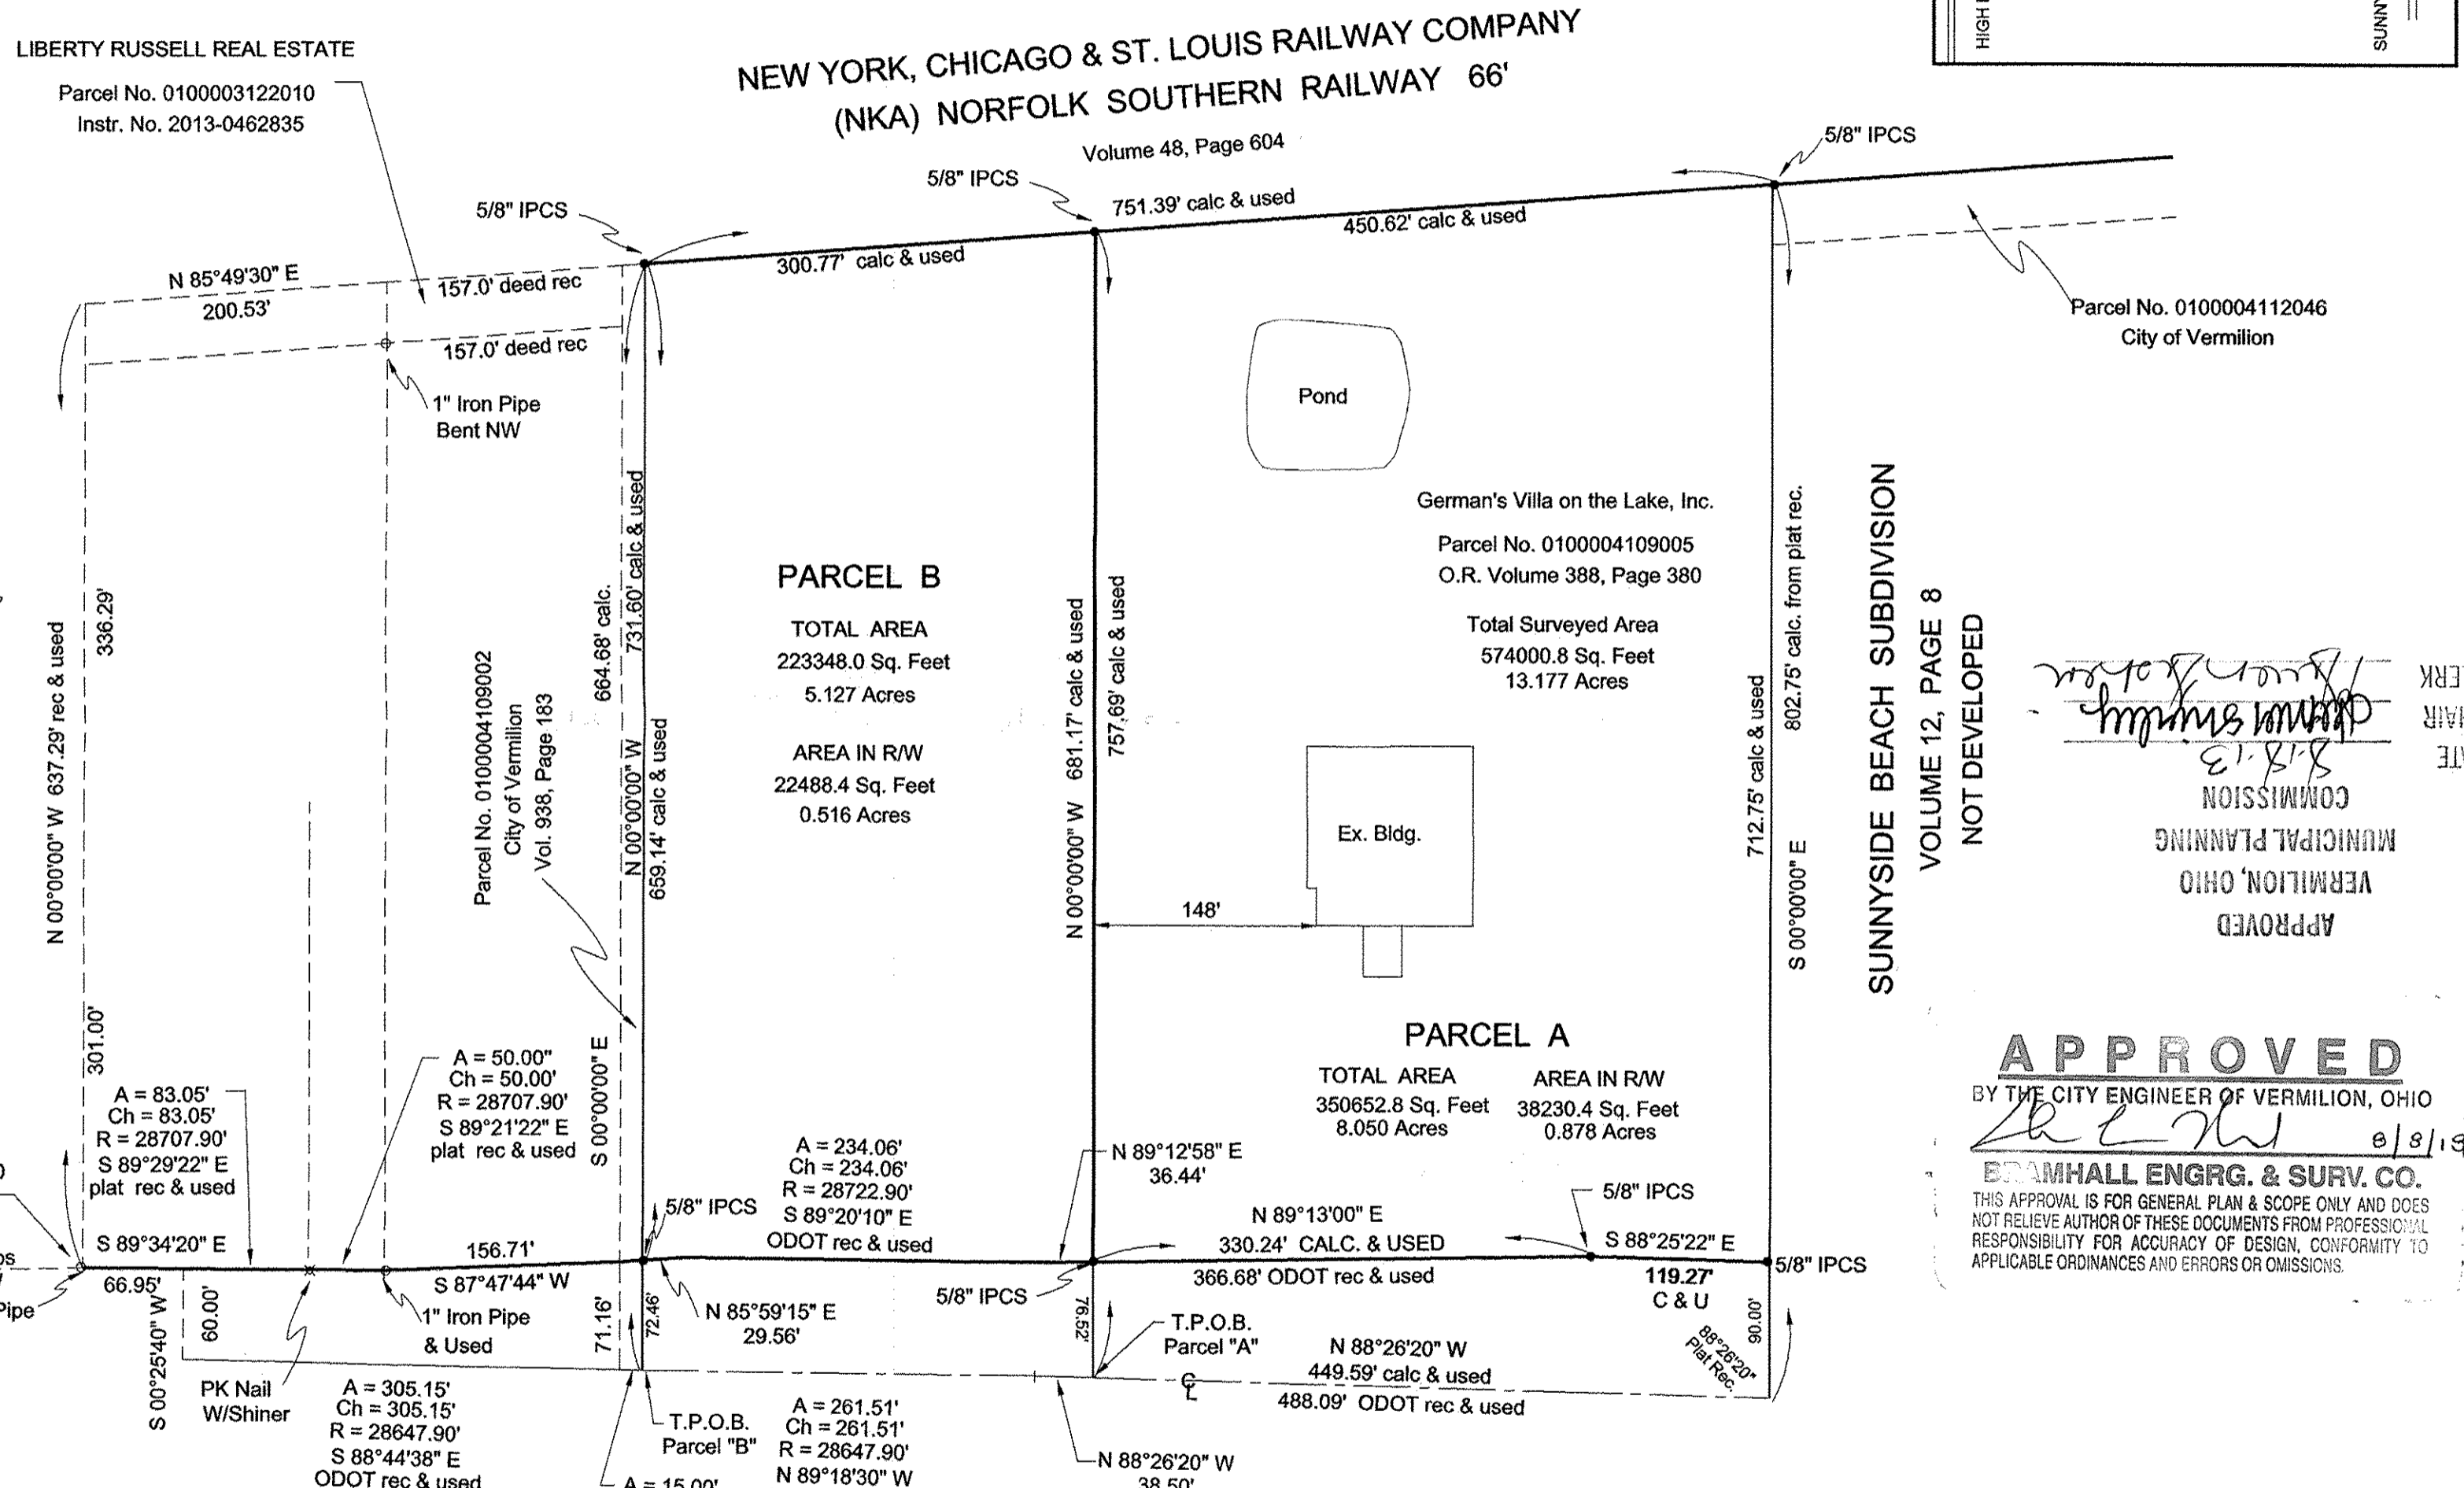 LIBERTY RUSSELL REAL ESTATE
Parcel No. 0100003122010
Instr. No. 2013-0462835
NEW YORK, CHICAGO & ST. LOUIS RAILWAY COMPANY
(NKA) NORFOLK SOUTHERN RAILWAY 66'
Volume 48, Page 604
HIGH
SUNNY
5/8" IPCS
5/8" IPCS
5/8" IPCS
751.39' calc & used
450.62' calc & used
300.77' calc & used
N 85°49'30" E
200.53'
157.0' deed rec
157.0' deed rec
1" Iron Pipe
Bent NW
Parcel No. 0100004112046
City of Vermilion
Pond
German's Villa on the Lake, Inc.
Parcel No. 0100004109005
O.R. Volume 388, Page 380
Total Surveyed Area
574000.8 Sq. Feet
13.177 Acres
PARCEL B
TOTAL AREA
223348.0 Sq. Feet
5.127 Acres
AREA IN R/W
22488.4 Sq. Feet
0.516 Acres
N 00°00'00" W 637.29' rec & used
336.29'
301.00'
Parcel No. 0100004109002
City of Vermilion
Vol. 938, Page 183
664.68' calc.
S 00°00'00" E
N 00°00'00" W 731.60' calc & used
659.14' calc & used
N 00°00'00" W 681.17' calc & used
757.69' calc & used
Ex. Bldg.
148'
712.75' calc & used
S 00°00'00" E 802.75' calc. from plat rec.
SUNNYSIDE BEACH SUBDIVISION
VOLUME 12, PAGE 8
NOT DEVELOPED
APPROVED
VERMILION, OHIO
MUNICIPAL PLANNING
COMMISSION
8-18-13
PARCEL A
TOTAL AREA
350652.8 Sq. Feet
8.050 Acres
AREA IN R/W
38230.4 Sq. Feet
0.878 Acres
APPROVED
BY THE CITY ENGINEER OF VERMILION, OHIO
BRAMHALL ENGRG. & SURV. CO.
THIS APPROVAL IS FOR GENERAL PLAN & SCOPE ONLY AND DOES
NOT RELIEVE AUTHOR OF THESE DOCUMENTS FROM PROFESSIONAL
RESPONSIBILITY FOR ACCURACY OF DESIGN, CONFORMITY TO
APPLICABLE ORDINANCES AND ERRORS OR OMISSIONS.
A = 83.05'
Ch = 83.05'
R = 28707.90'
S 89°29'22" E
plat rec & used
A = 50.00"
Ch = 50.00'
R = 28707.90'
S 89°21'22" E
plat rec & used
A = 234.06'
Ch = 234.06'
R = 28722.90'
S 89°20'10" E
ODOT rec & used
5/8" IPCS
N 89°12'58" E
36.44'
N 89°13'00" E
330.24' CALC. & USED
366.68' ODOT rec & used
5/8" IPCS
S 88°25'22" E
119.27'
C & U
5/8" IPCS
S 89°34'20" E
66.95'
156.71'
S 87°47'44" W
Pipe
S 00°25'40" W
60.00'
1" Iron Pipe
& Used
71.16'
72.46'
N 85°59'15" E
29.56'
5/8" IPCS
76.52'
T.P.O.B.
Parcel "A"
N 88°26'20" W
449.59' calc & used
488.09' ODOT rec & used
88°26'20"
Plat Rec.
90.00'
PK Nail
W/Shiner
A = 305.15'
Ch = 305.15'
R = 28647.90'
S 88°44'38" E
ODOT rec & used
T.P.O.B.
Parcel "B"
A = 15.00'
A = 261.51'
Ch = 261.51'
R = 28647.90'
N 89°18'30" W
N 88°26'20" W
38.50'